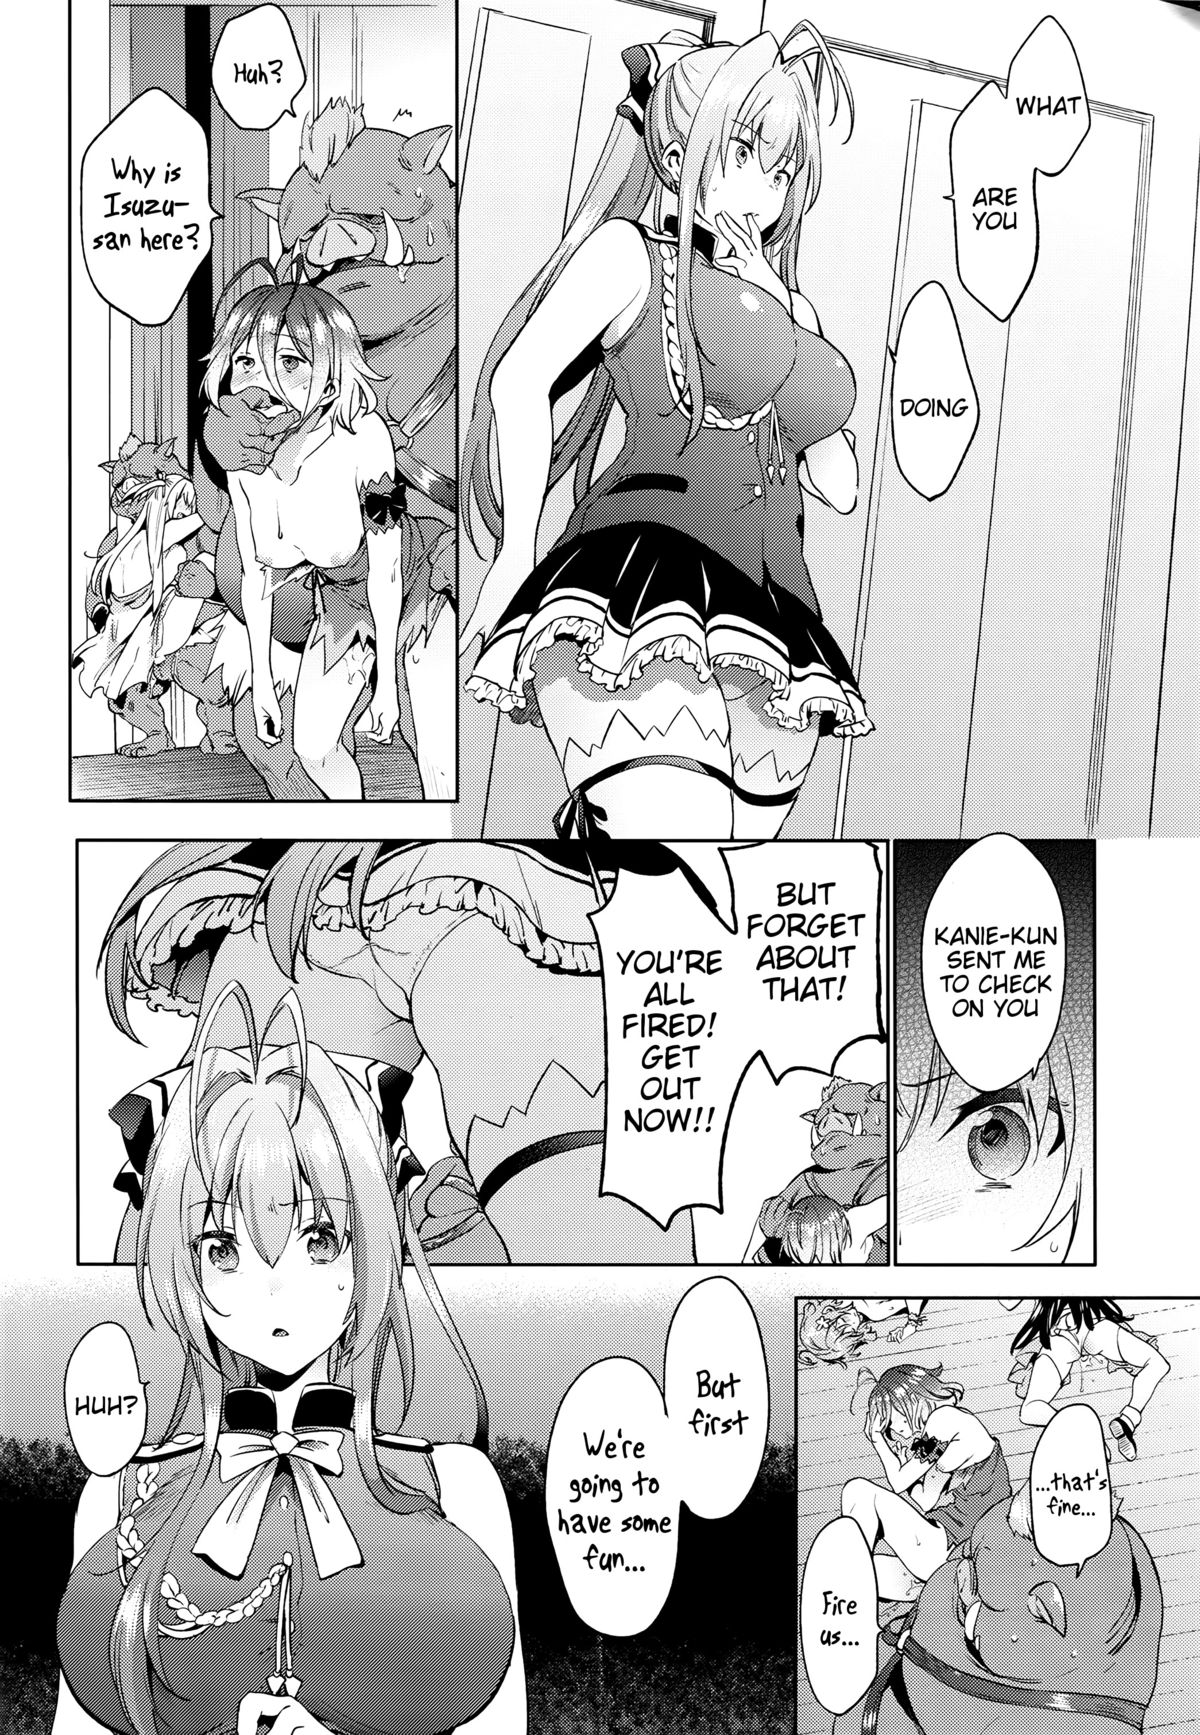 WHAT
ARE YOU
DOING
Huh?
Why is
Isuzu-
san here?
KANIE-KUN
SENT ME
TO CHECK
ON YOU
BUT
FORGET
ABOUT
THAT!
YOU'RE
ALL
FIRED!
GET
OUT
NOW!!
...that's
fine...
Fire
us...
But
first
We're
going to
have some
fun...
HUH?